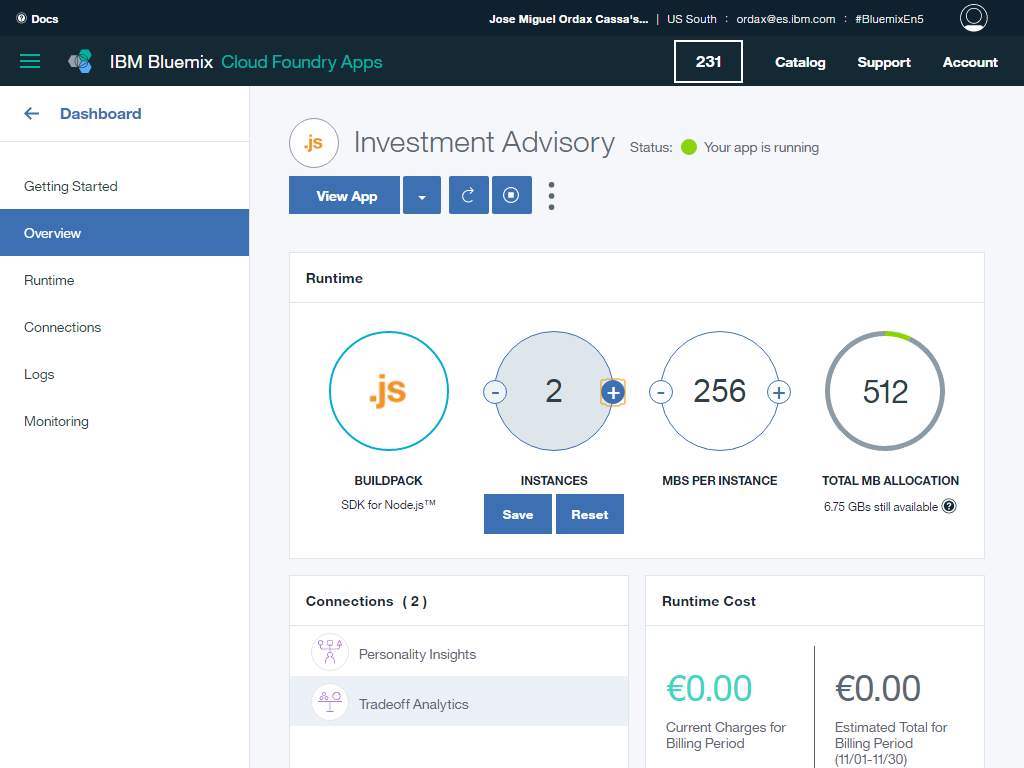 Docs
Jose Miguel Ordax Cassa's... | US South : ordax@es.ibm.com : #BluemixEn5
IBM Bluemix Cloud Foundry Apps
231
Catalog
Support
Account
Dashboard
Getting Started
Overview
Runtime
Connections
Logs
Monitoring
.js
Investment Advisory
Status: Your app is running
View App
Runtime
.js
- 2 +
- 256 +
512
BUILDPACK
INSTANCES
MBS PER INSTANCE
TOTAL MB ALLOCATION
SDK for Node.js™
6.75 GBs still available ?
Save
Reset
Connections ( 2 )
Personality Insights
Tradeoff Analytics
Runtime Cost
€0.00
Current Charges for
Billing Period
€0.00
Estimated Total for
Billing Period
(11/01-11/30)